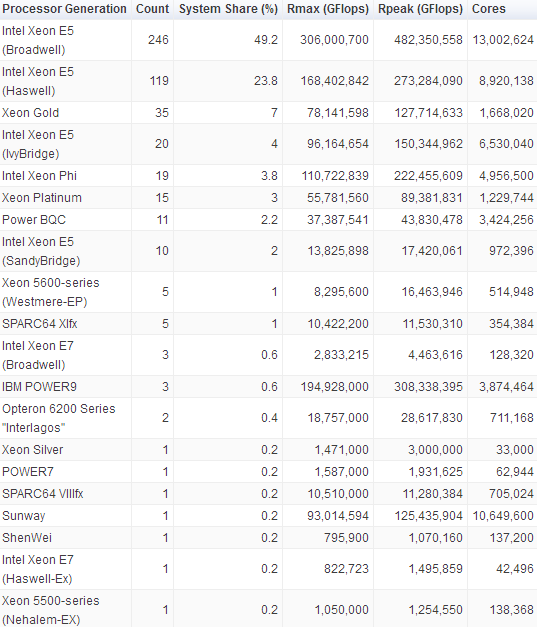 Processor Generation Count System Share (%) Rmax (GFlops) Rpeak (GFlops) Cores
Intel Xeon E5
(Broadwell) 246 49.2 306,000,700 482,350,558 13,002,624
Intel Xeon E5
(Haswell) 119 23.8 168,402,842 273,284,090 8,920,138
Xeon Gold 35 7 78,141,598 127,714,633 1,668,020
Intel Xeon E5
(IvyBridge) 20 4 96,164,654 150,344,962 6,530,040
Intel Xeon Phi 19 3.8 110,722,839 222,455,609 4,956,500
Xeon Platinum 15 3 55,781,560 89,381,831 1,229,744
Power BQC 11 2.2 37,387,541 43,830,478 3,424,256
Intel Xeon E5
(SandyBridge) 10 2 13,825,898 17,420,061 972,396
Xeon 5600-series
(Westmere-EP) 5 1 8,295,600 16,463,946 514,948
SPARC64 XIfx 5 1 10,422,200 11,530,310 354,384
Intel Xeon E7
(Broadwell) 3 0.6 2,833,215 4,463,616 128,320
IBM POWER9 3 0.6 194,928,000 308,338,395 3,874,464
Opteron 6200 Series
"Interlagos" 2 0.4 18,757,000 28,617,830 711,168
Xeon Silver 1 0.2 1,471,000 3,000,000 33,000
POWER7 1 0.2 1,587,000 1,931,625 62,944
SPARC64 VIIIfx 1 0.2 10,510,000 11,280,384 705,024
Sunway 1 0.2 93,014,594 125,435,904 10,649,600
ShenWei 1 0.2 795,900 1,070,160 137,200
Intel Xeon E7
(Haswell-Ex) 1 0.2 822,723 1,495,859 42,496
Xeon 5500-series
(Nehalem-EX) 1 0.2 1,050,000 1,254,550 138,368